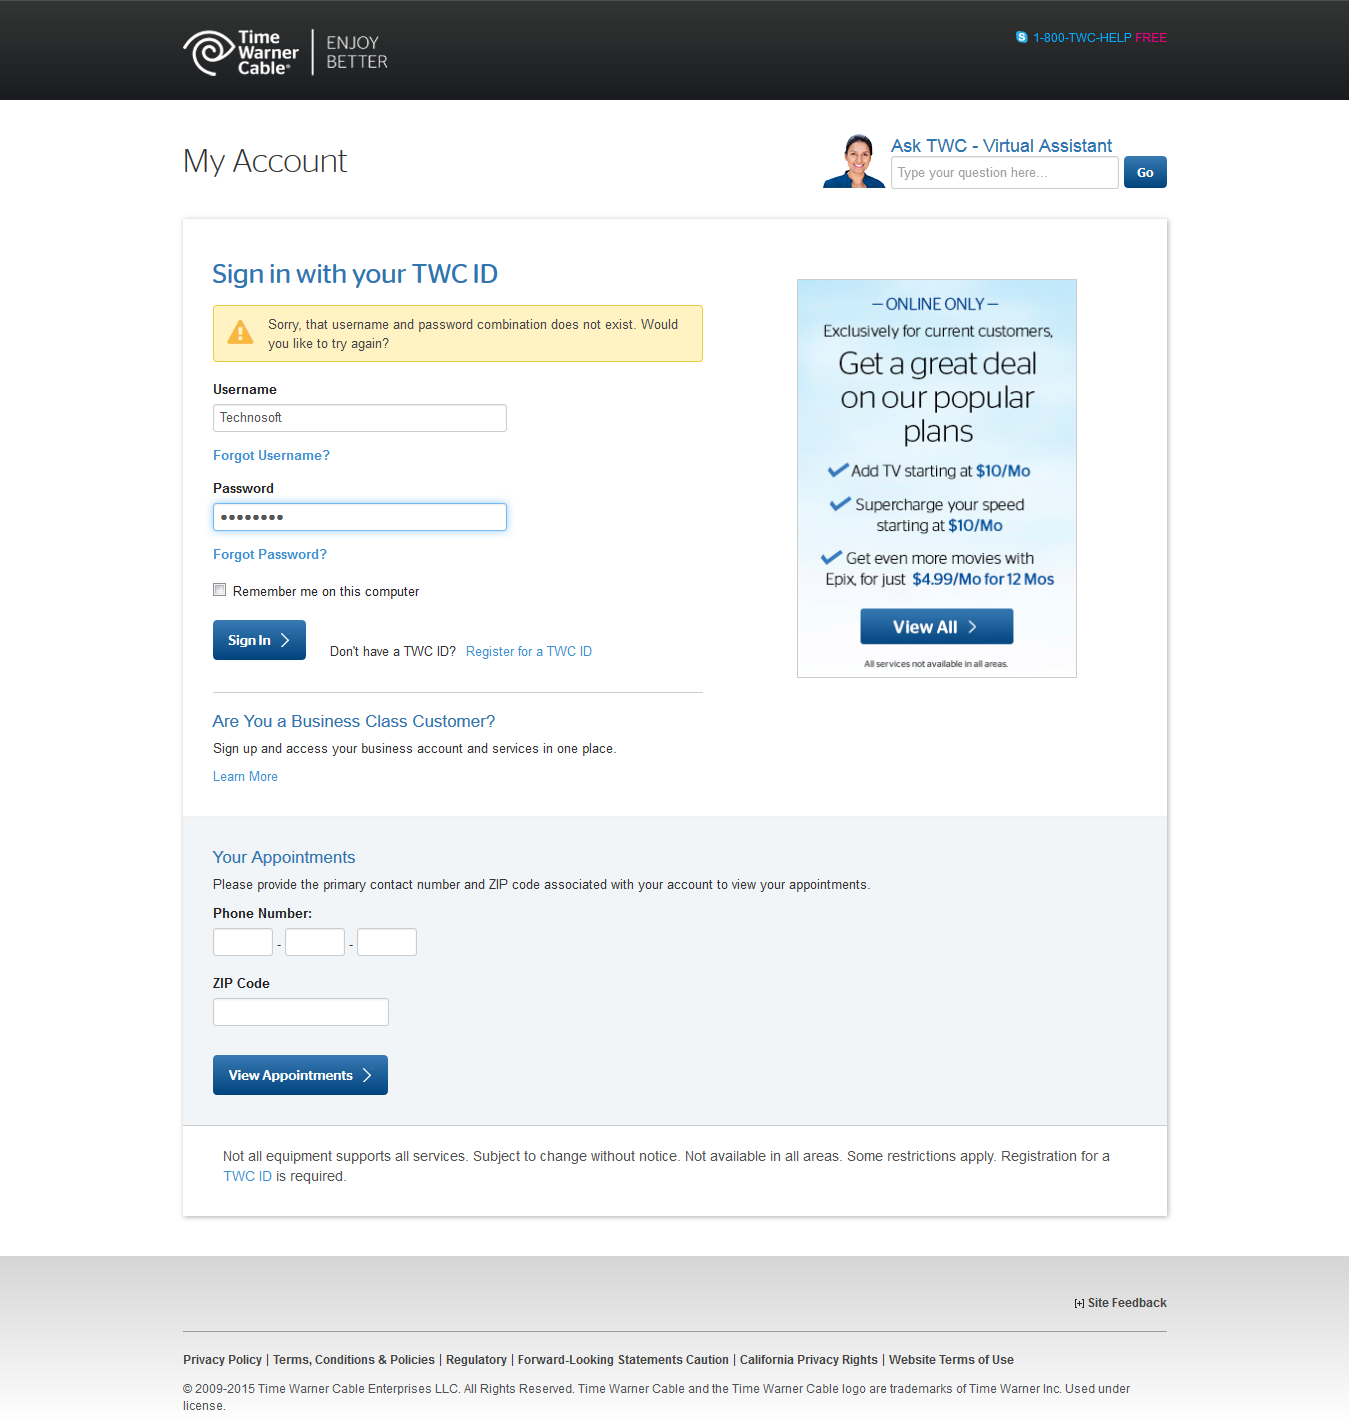 Time
Warner
Cable®
ENJOY
BETTER
1-800-TWC-HELP FREE
My Account
Ask TWC - Virtual Assistant
Type your question here...
Go
Sign in with your TWC ID
Sorry, that username and password combination does not exist. Would
you like to try again?
Username
Technosoft
Forgot Username?
Password
••••••••
Forgot Password?
Remember me on this computer
Sign In
Don't have a TWC ID? Register for a TWC ID
— ONLINE ONLY —
Exclusively for current customers,
Get a great deal
on our popular
plans
Add TV starting at $10/Mo
Supercharge your speed
starting at $10/Mo
Get even more movies with
Epix, for just $4.99/Mo for 12 Mos
View All
All services not available in all areas.
Are You a Business Class Customer?
Sign up and access your business account and services in one place.
Learn More
Your Appointments
Please provide the primary contact number and ZIP code associated with your account to view your appointments.
Phone Number:
- -
ZIP Code
View Appointments
Not all equipment supports all services. Subject to change without notice. Not available in all areas. Some restrictions apply. Registration for a
TWC ID is required.
[+] Site Feedback
Privacy Policy | Terms, Conditions & Policies | Regulatory | Forward-Looking Statements Caution | California Privacy Rights | Website Terms of Use
© 2009-2015 Time Warner Cable Enterprises LLC. All Rights Reserved. Time Warner Cable and the Time Warner Cable logo are trademarks of Time Warner Inc. Used under
license.